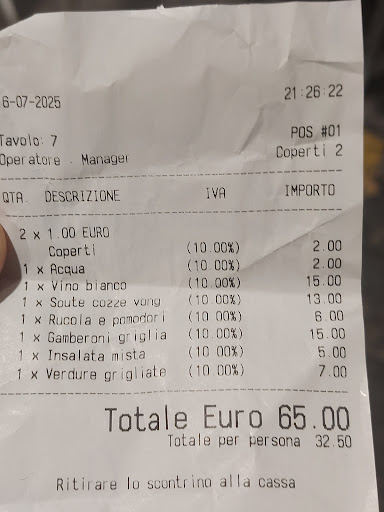 6-07-2025 21:26:22
Tavolo: 7 POS #01
Operatore . Manager Coperti 2
QTA. DESCRIZIONE IVA IMPORTO
2 x 1.00 EURO
Coperti (10.00%) 2.00
1 x Acqua (10.00%) 2.00
1 x Vino bianco (10.00%) 15.00
1 x Soute cozze vong (10.00%) 13.00
1 x Rucola e pomodori (10.00%) 6.00
1 x Gamberoni griglia (10.00%) 15.00
1 x Insalata mista (10.00%) 5.00
1 x Verdure grigliate (10.00%) 7.00
Totale Euro 65.00
Totale per persona 32.50
Ritirare lo scontrino alla cassa